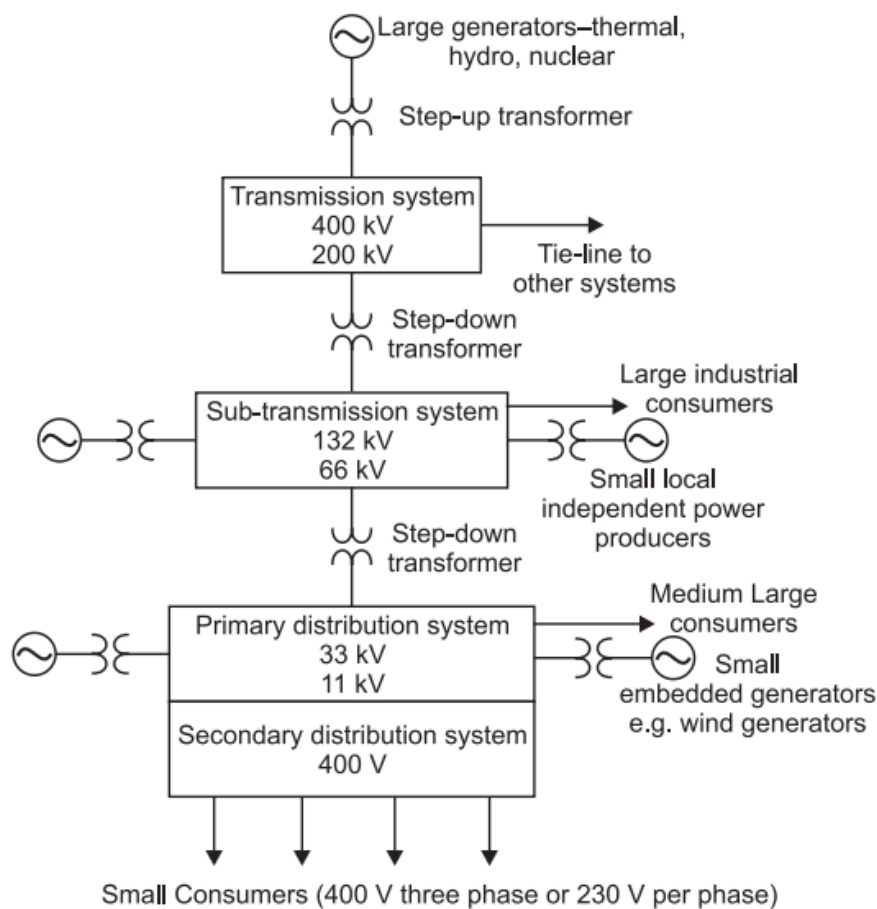 Large generators–thermal,
hydro, nuclear
Step-up transformer
Transmission system
400 kV
200 kV
Tie-line to
other systems
Step-down
transformer
Large industrial
consumers
Sub-transmission system
132 kV
66 kV
Small local
independent power
producers
Step-down
transformer
Medium Large
consumers
Primary distribution system
33 kV
11 kV
Small
embedded generators
e.g. wind generators
Secondary distribution system
400 V
Small Consumers (400 V three phase or 230 V per phase)